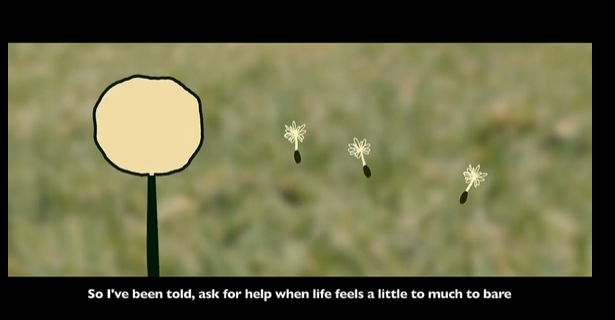 So I've been told, ask for help when life feels a little to much to bare